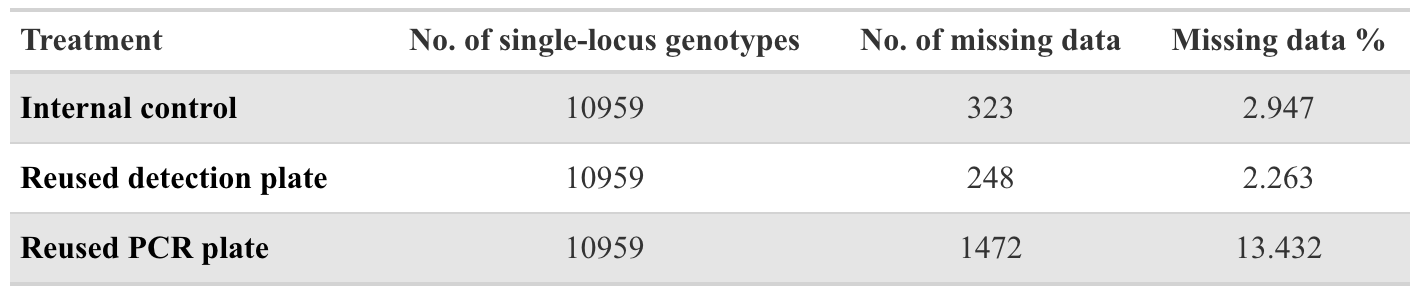 Treatment No. of single-locus genotypes No. of missing data Missing data %
Internal control 10959 323 2.947
Reused detection plate 10959 248 2.263
Reused PCR plate 10959 1472 13.432